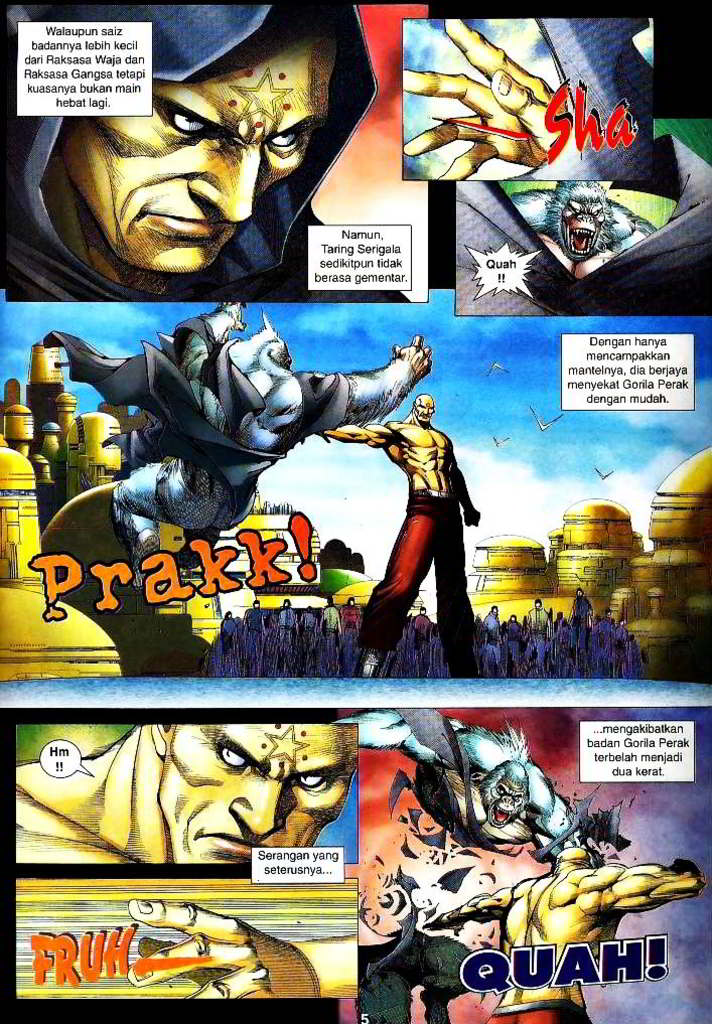 Walaupun saiz
badannya lebih kecil
dari Raksasa Waja dan
Raksasa Gangsa tetapi
kuasanya bukan main
hebat lagi.
Sha
Namun,
Taring Serigala
sedikitpun tidak
berasa gementar.
Quah
!!
Dengan hanya
mencampakkan
mantelnya, dia berjaya
menyekat Gorila Perak
dengan mudah.
Prakk!
Hm
!!
Serangan yang
seterusnya...
FRUH
...mengakibatkan
badan Gorila Perak
terbelah menjadi
dua kerat.
QUAH!
5